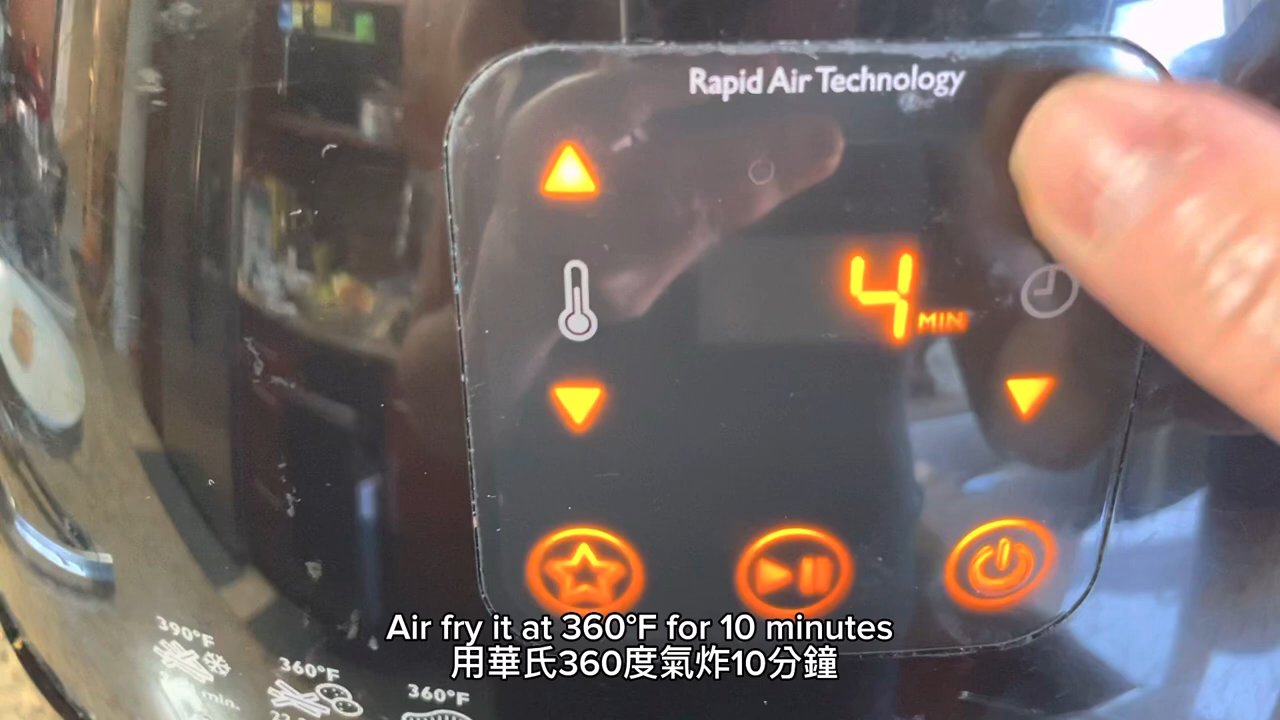 Rapid Air Technology
4 MIN
Air fry it at 360°F for 10 minutes
用華氏360度氣炸10分鐘
390°F
min.
360°F
360°F